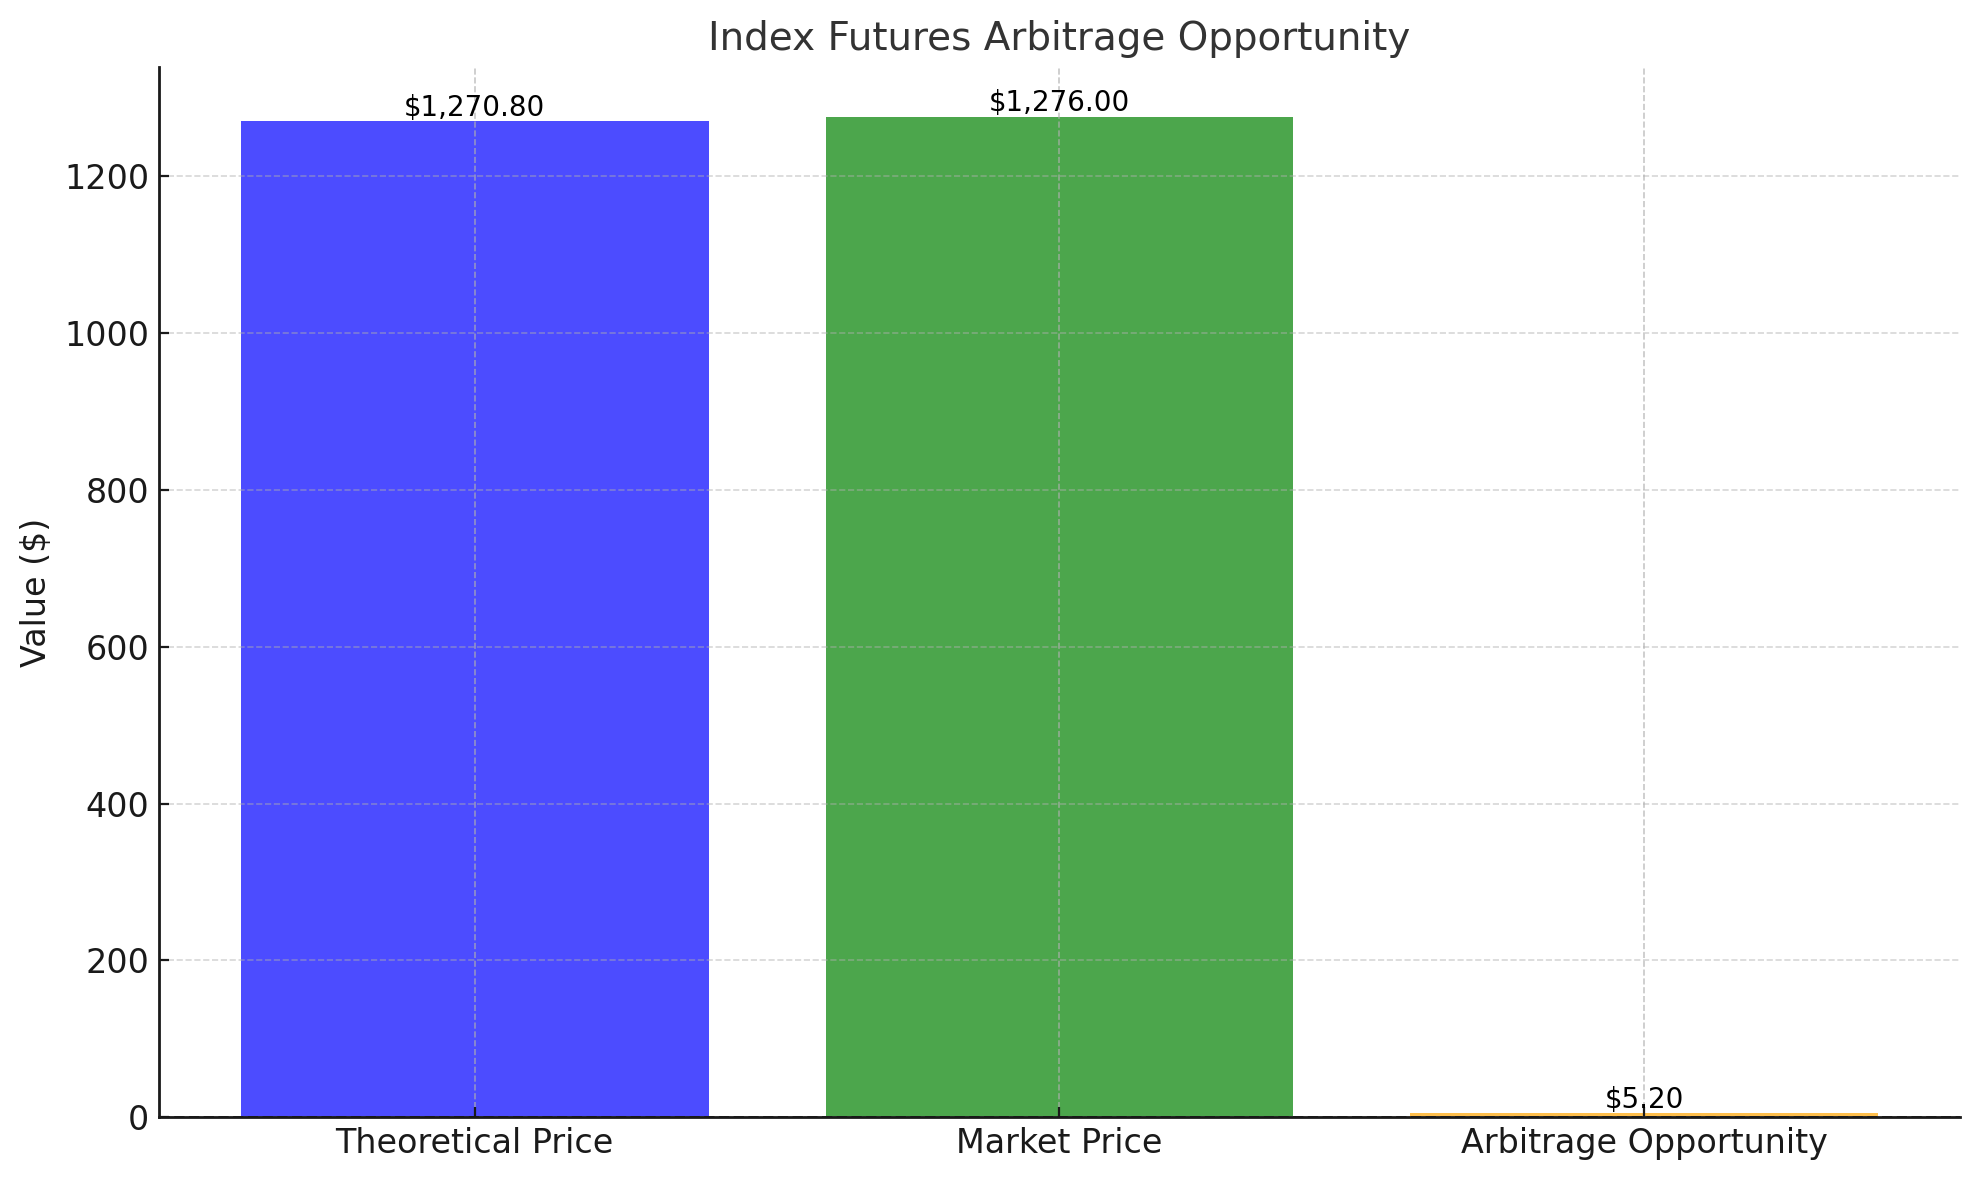 Index Futures Arbitrage Opportunity
$1,270.80
$1,276.00
$5.20
Value ($)
1200
1000
800
600
400
200
0
Theoretical Price
Market Price
Arbitrage Opportunity